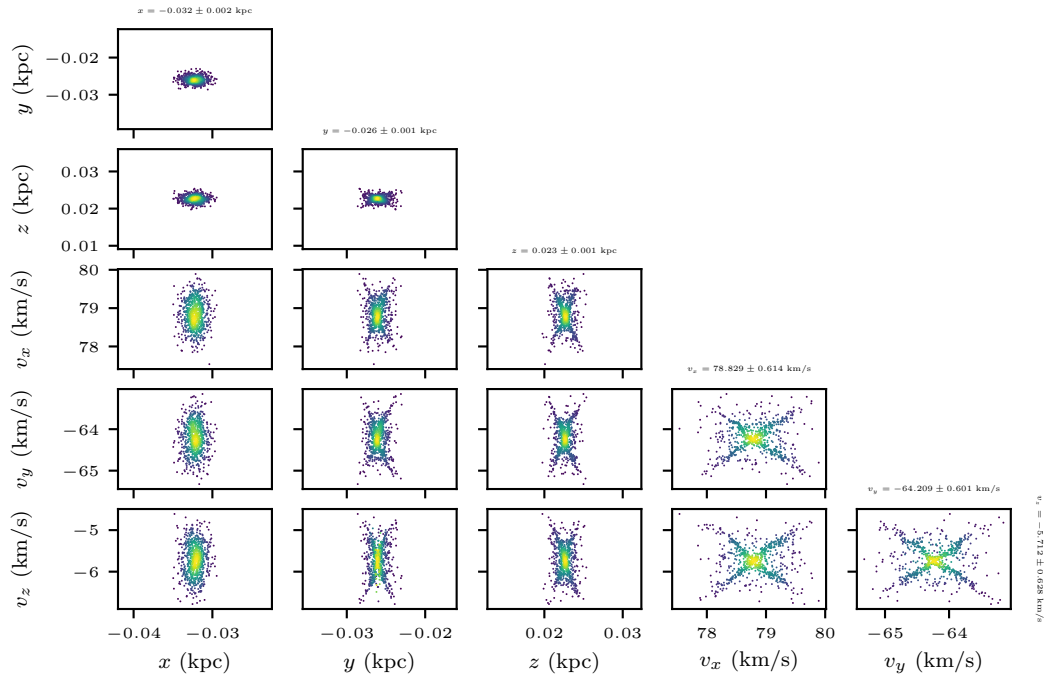 x = −0.032 ± 0.002 kpc
y (kpc)
−0.02
−0.03
y = −0.026 ± 0.001 kpc
z (kpc)
0.03
0.02
0.01
z = 0.023 ± 0.001 kpc
v_x (km/s)
80
79
78
v_x = 78.829 ± 0.614 km/s
v_y (km/s)
−64
−65
v_y = −64.209 ± 0.601 km/s
v_z (km/s)
−5
−6
v_z = −5.712 ± 0.628 km/s
−0.04 −0.03 −0.03 −0.02 0.02 0.03 78 79 80 −65 −64
x (kpc) y (kpc) z (kpc) v_x (km/s) v_y (km/s)